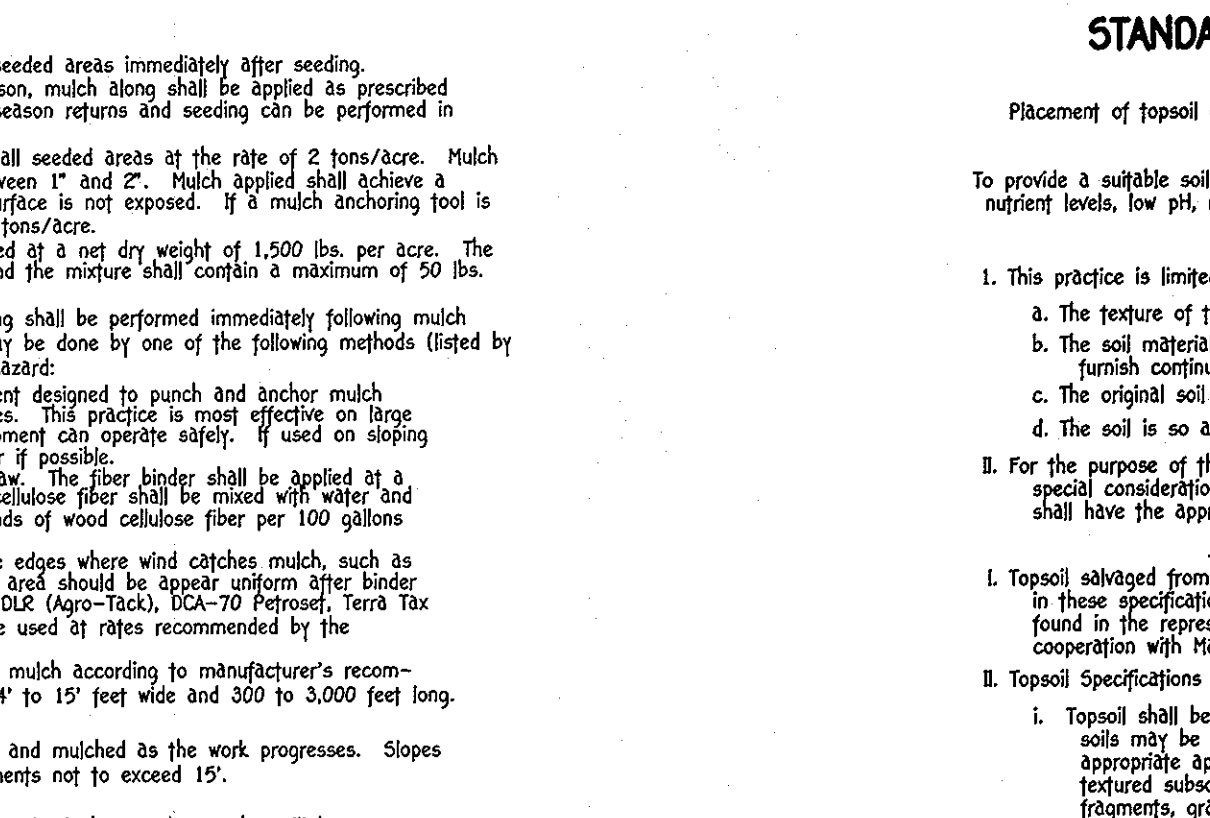 seeded areas immediately after seeding.
son, mulch along shall be applied as prescribed
season returns and seeding can be performed in
all seeded areas at the rate of 2 tons/acre. Mulch
ween 1" and 2". Mulch applied shall achieve a
urface is not exposed. If a mulch anchoring tool is
tons/acre.
ed at a net dry weight of 1,500 lbs. per acre. The
nd the mixture shall contain a maximum of 50 lbs.
ng shall be performed immediately following mulch
ay be done by one of the following methods (listed by
azard:
ent designed to punch and anchor mulch
es. This practice is most effective on large
pment can operate safely. If used on sloping
r if possible.
aw. The fiber binder shall be applied at a
cellulose fiber shall be mixed with water and
nds of wood cellulose fiber per 100 gallons
e edges where wind catches mulch, such as
area should be appear uniform after binder
DLR (Agro-Tack), DCA-70 Petroset, Terra Tax
e used at rates recommended by the
mulch according to manufacturer's recom-
4' to 15' feet wide and 300 to 3,000 feet long.
and mulched as the work progresses. Slopes
ments not to exceed 15'.
STANDA
Placement of topsoil
To provide a suitable soil
nutrient levels, low pH,
1. This practice is limite
a. The texture of t
b. The soil materia
furnish continu
c. The original soil
d. The soil is so a
II. For the purpose of th
special consideratio
shall have the appr
I. Topsoil salvaged from
in these specificatio
found in the repres
cooperation with Ma
II. Topsoil Specifications
i. Topsoil shall be
soils may be
appropriate ap
textured subso
fragments, gra